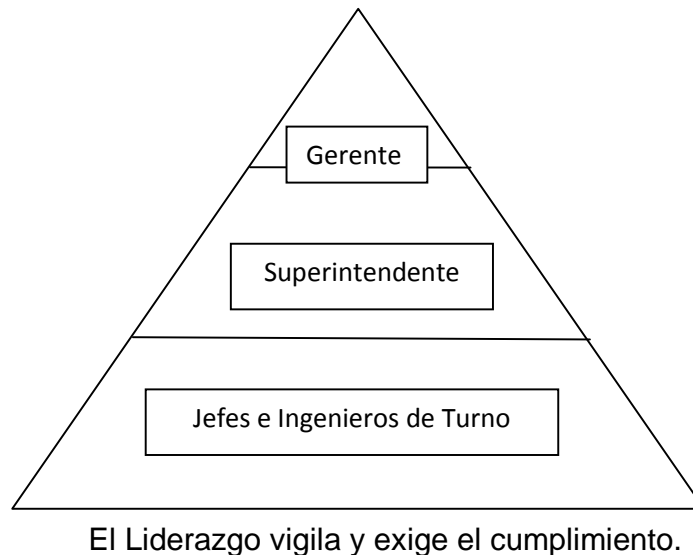 Gerente
Superintendente
Jefes e Ingenieros de Turno
El Liderazgo vigila y exige el cumplimiento.